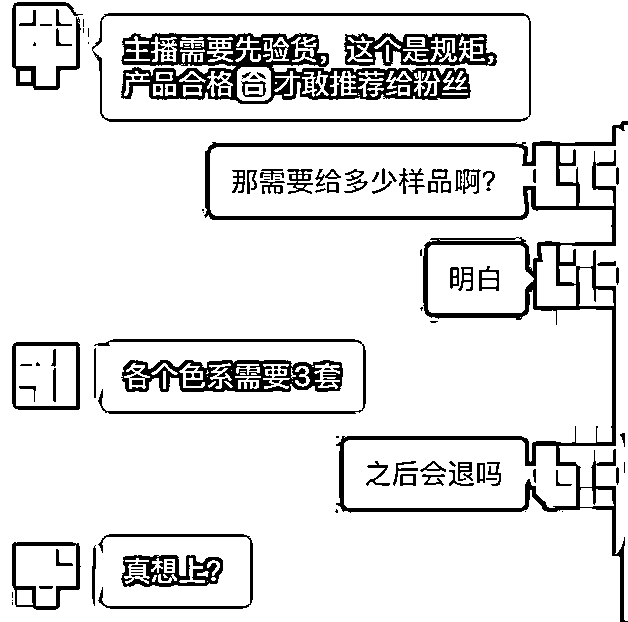 主播需要先验货，这个是规矩，
产品合格合才敢推荐给粉丝
那需要给多少样品啊？
明白
各个色系需要3套
之后会退吗
真想上？